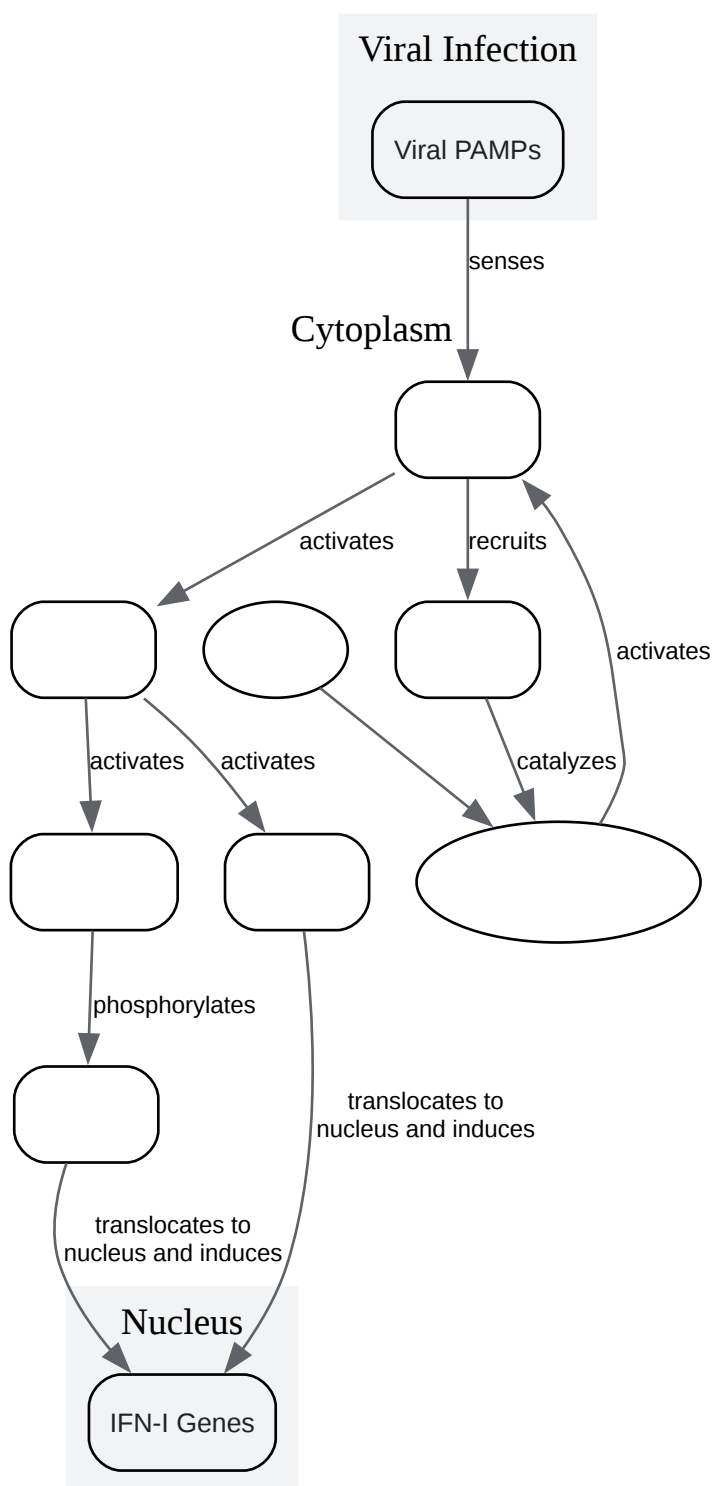 Viral Infection
Viral PAMPs
senses
Cytoplasm
activates
recruits
activates
activates
activates
catalyzes
phosphorylates
translocates to
nucleus and induces
translocates to
nucleus and induces
Nucleus
IFN-I Genes